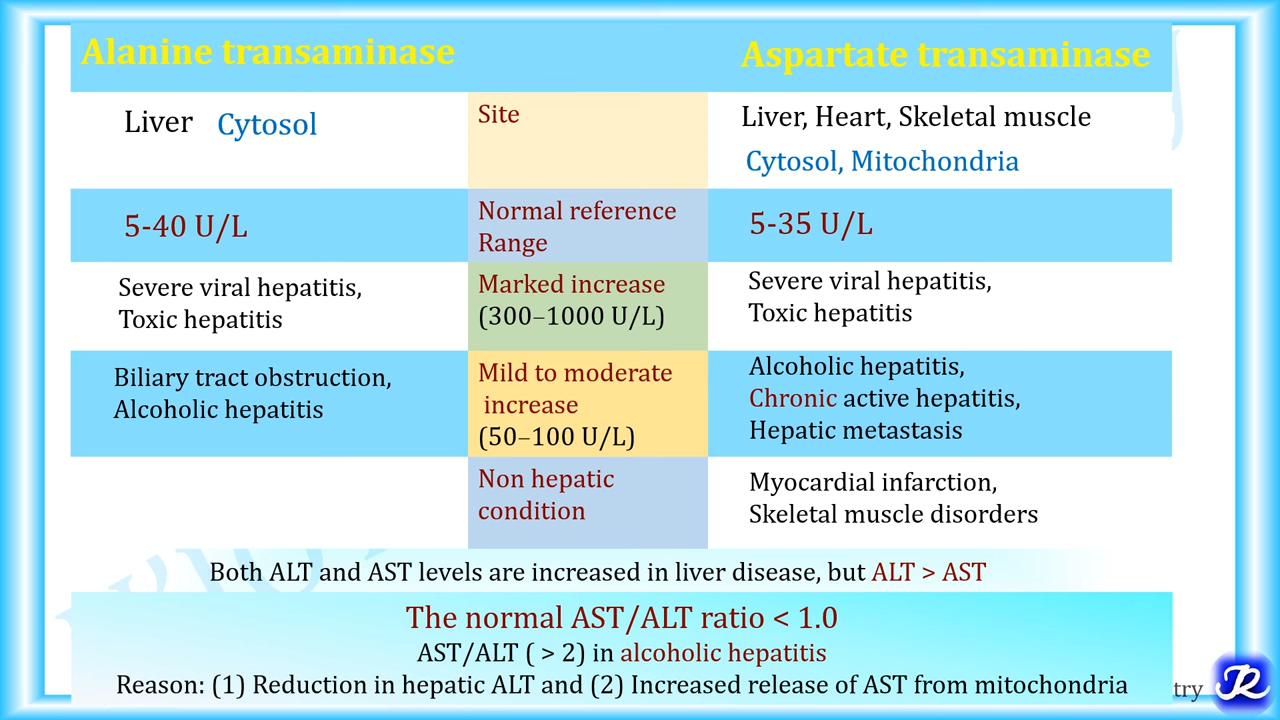 Alanine transaminase
Aspartate transaminase
Liver Cytosol
Site
Liver, Heart, Skeletal muscle
Cytosol, Mitochondria
5-40 U/L
Normal reference
Range
5-35 U/L
Severe viral hepatitis,
Toxic hepatitis
Marked increase
(300–1000 U/L)
Severe viral hepatitis,
Toxic hepatitis
Biliary tract obstruction,
Alcoholic hepatitis
Mild to moderate
increase
(50–100 U/L)
Alcoholic hepatitis,
Chronic active hepatitis,
Hepatic metastasis
Non hepatic
condition
Myocardial infarction,
Skeletal muscle disorders
Both ALT and AST levels are increased in liver disease, but ALT > AST
The normal AST/ALT ratio < 1.0
AST/ALT ( > 2) in alcoholic hepatitis
Reason: (1) Reduction in hepatic ALT and (2) Increased release of AST from mitochondria
try
JR